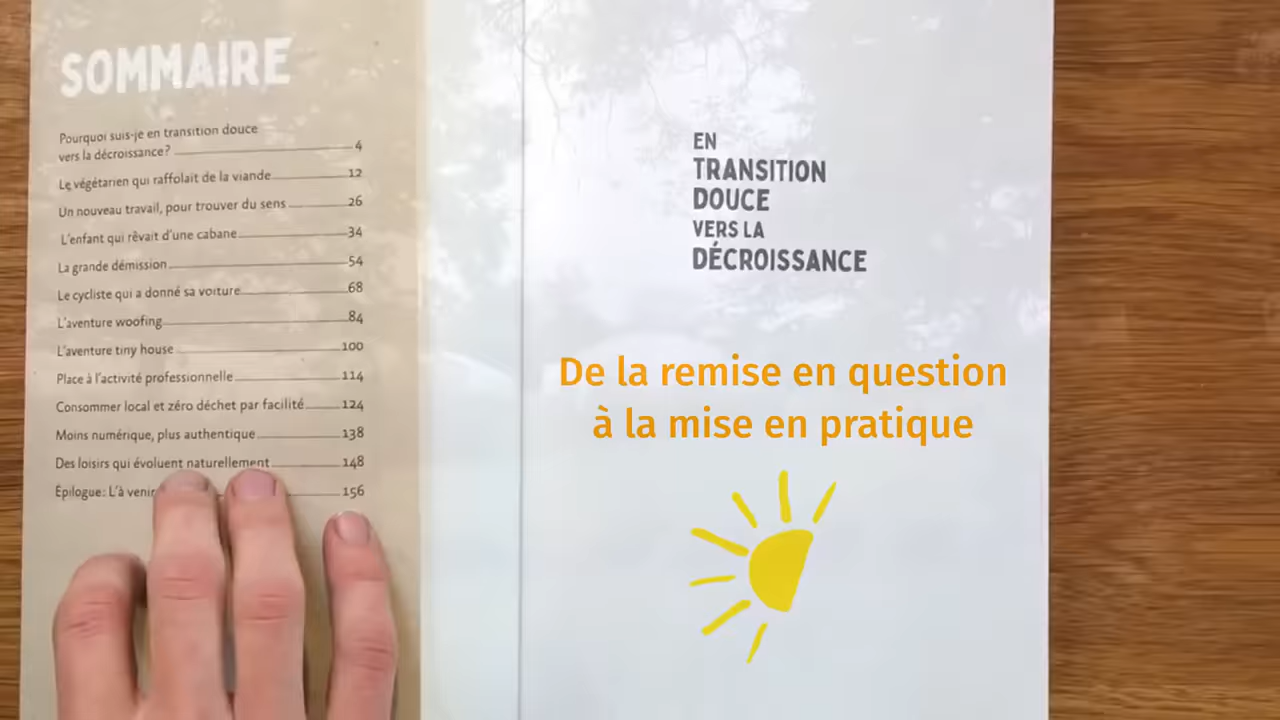 SOMMAIRE
Pourquoi suis-je en transition douce
vers la décroissance? 4
Le végétarien qui raffolait de la viande 12
Un nouveau travail, pour trouver du sens 26
L'enfant qui rêvait d'une cabane 34
La grande démission 54
Le cycliste qui a donné sa voiture 68
L'aventure woofing 84
L'aventure tiny house 100
Place à l'activité professionnelle 114
Consommer local et zéro déchet par facilité 124
Moins numérique, plus authentique 138
Des loisirs qui évoluent naturellement 148
Épilogue: L'à venir 156
EN
TRANSITION
DOUCE
VERS LA
DÉCROISSANCE
De la remise en question
à la mise en pratique